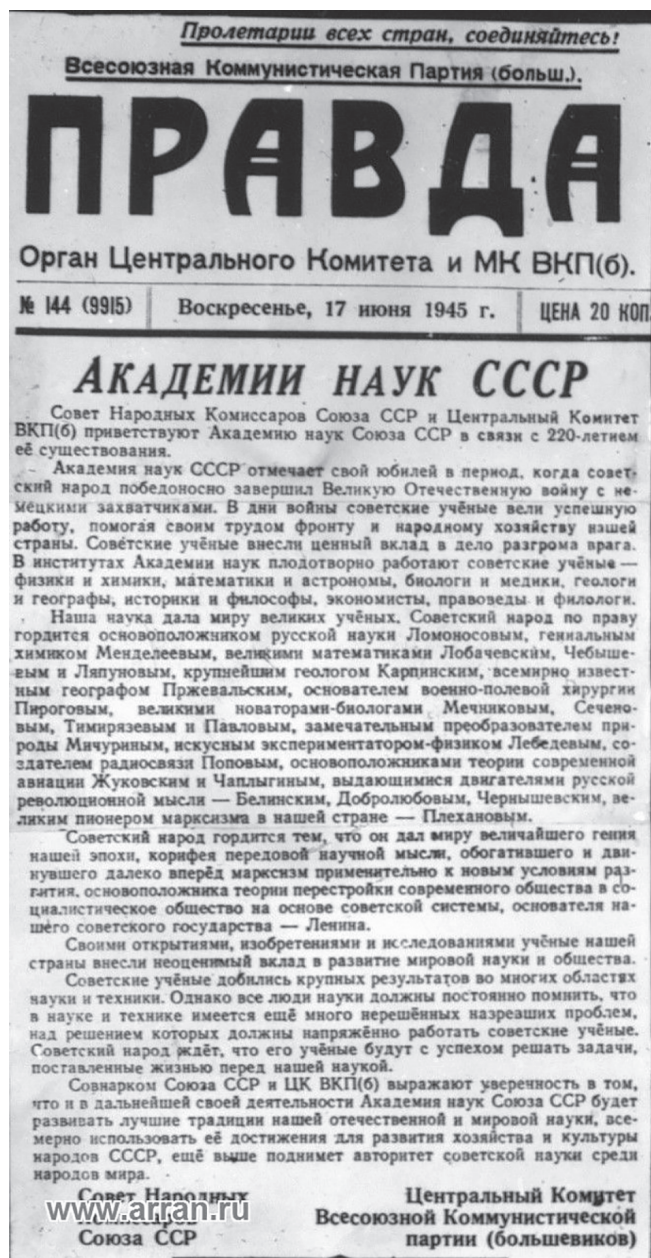 Пролетарии всех стран, соединяйтесь!
Всесоюзная Коммунистическая Партия (больш.).
ПРАВДА
Орган Центрального Комитета и МК ВКП(б).
№ 144 (9915) Воскресенье, 17 июня 1945 г. ЦЕНА 20 КОП.
АКАДЕМИИ НАУК СССР
Совет Народных Комиссаров Союза ССР и Центральный Комитет
ВКП(б) приветствуют Академию наук Союза ССР в связи с 220-летием
её существования.
Академия наук СССР отмечает свой юбилей в период, когда совет-
ский народ победоносно завершил Великую Отечественную войну с не-
мецкими захватчиками. В дни войны советские учёные вели успешную
работу, помогая своим трудом фронту и народному хозяйству нашей
страны. Советские учёные внесли ценный вклад в дело разгрома врага.
В институтах Академии наук плодотворно работают советские учёные —
физики и химики, математики и астрономы, биологи и медики, геологи
и географы, историки и философы, экономисты, правоведы и филологи.
Наша наука дала миру великих учёных. Советский народ по праву
гордится основоположником русской науки Ломоносовым, гениальным
химиком Менделеевым, великими математиками Лобачевским, Чебыше-
вым и Ляпуновым, крупнейшим геологом Карпинским, всемирно извест-
ным географом Пржевальским, основателем военно-полевой хирургии
Пироговым, великими новаторами-биологами Мечниковым, Сечено-
вым, Тимирязевым и Павловым, замечательным преобразователем при-
роды Мичуриным, искусным экспериментатором-физиком Лебедевым, со-
здателем радиосвязи Поповым, основоположниками теории современной
авиации Жуковским и Чаплыгиным, выдающимися двигателями русской
революционной мысли — Белинским, Добролюбовым, Чернышевским, ве-
ликим пионером марксизма в нашей стране — Плехановым.
Советский народ гордится тем, что он дал миру величайшего гения
нашей эпохи, корифея передовой научной мысли, обогатившего и дви-
нувшего далеко вперёд марксизм применительно к новым условиям раз-
вития, основоположника теории перестройки современного общества в со-
циалистическое общество на основе советской системы, основателя на-
шего советского государства — Ленина.
Своими открытиями, изобретениями и исследованиями учёные нашей
страны внесли неоценимый вклад в развитие мировой науки и общества.
Советские учёные добились крупных результатов во многих областях
науки и техники. Однако все люди науки должны постоянно помнить, что
в науке и технике имеется ещё много нерешённых назревших проблем,
над решением которых должны напряжённо работать советские учёные.
Советский народ ждёт, что его учёные будут с успехом решать задачи,
поставленные жизнью перед нашей наукой.
Совнарком Союза ССР и ЦК ВКП(б) выражают уверенность в том,
что и в дальнейшей своей деятельности Академия наук Союза ССР будет
развивать лучшие традиции нашей отечественной и мировой науки, все-
мерно использовать её достижения для развития хозяйства и культуры
народов СССР, ещё выше поднимет авторитет советской науки среди
народов мира.
Совет Народных
Комиссаров
Союза ССР
Центральный Комитет
Всесоюзной Коммунистической
партии (большевиков)
www.arran.ru